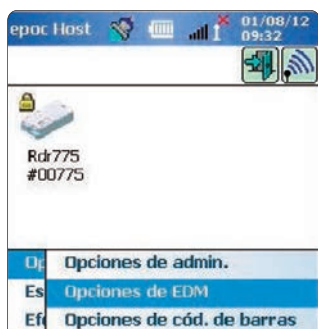 epoc Host
01/08/12
09:32
Rdr775
#00775
Opciones de admin.
Es
Opciones de EDM
Opciones de cód. de barras